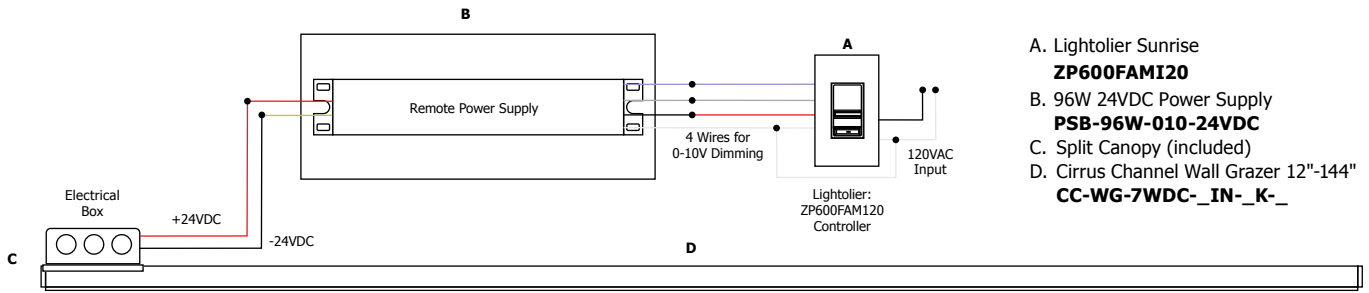 B
A
Remote Power Supply
4 Wires for
0-10V Dimming
120VAC
Input
Lightolier:
ZP600FAM120
Controller
Electrical
Box
+24VDC
-24VDC
C
D
A. Lightolier Sunrise
ZP600FAMI20
B. 96W 24VDC Power Supply
PSB-96W-010-24VDC
C. Split Canopy (included)
D. Cirrus Channel Wall Grazer 12"-144"
CC-WG-7WDC-_IN-_K-_